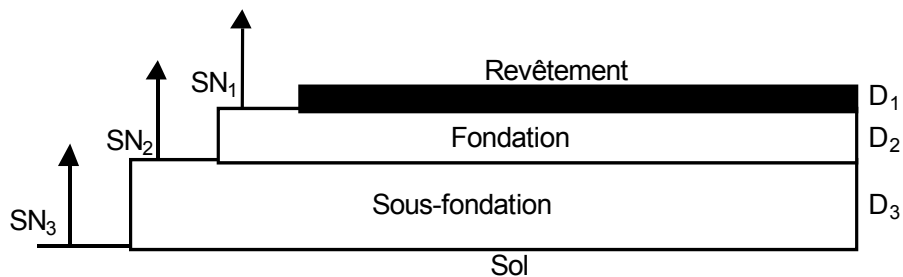 Revêtement
SN₁
D₁
SN₂
Fondation
D₂
SN₃
Sous-fondation
D₃
Sol